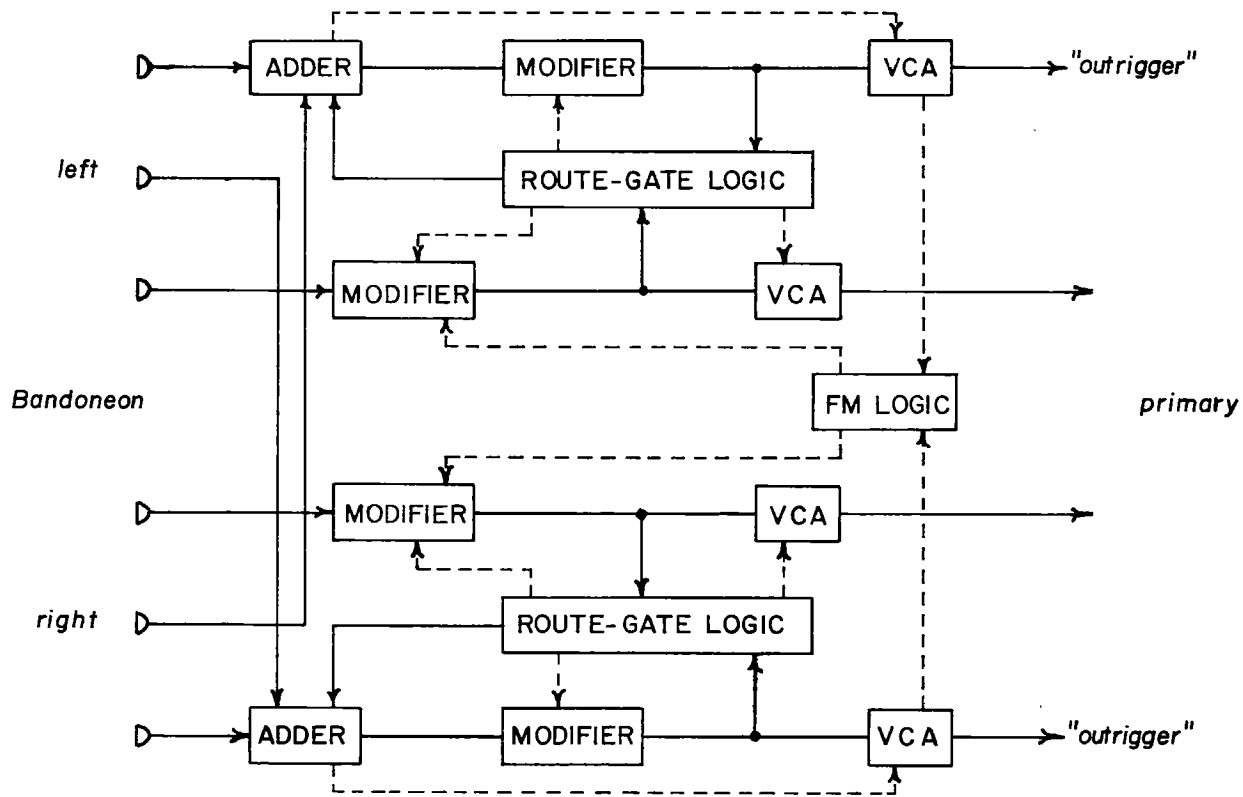 ADDER MODIFIER VCA "outrigger"
left ROUTE-GATE LOGIC
MODIFIER VCA
Bandoneon FM LOGIC primary
MODIFIER VCA
right ROUTE-GATE LOGIC
ADDER MODIFIER VCA "outrigger"